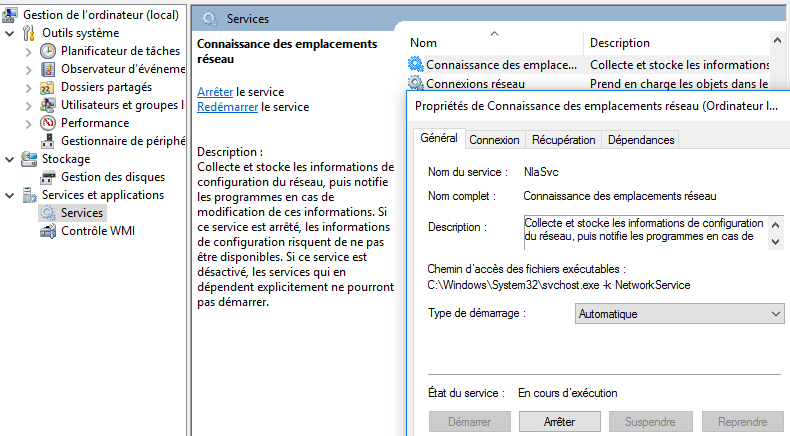 Gestion de l'ordinateur (local)
Outils système
Planificateur de tâches
Observateur d'événeme
Dossiers partagés
Utilisateurs et groupes l
Performance
Gestionnaire de périphé
Stockage
Gestion des disques
Services et applications
Services
Contrôle WMI
Services
Connaissance des emplacements
réseau
Arrêter le service
Redémarrer le service
Description :
Collecte et stocke les informations de
configuration du réseau, puis notifie
les programmes en cas de
modification de ces informations. Si
ce service est arrêté, les informations
de configuration risquent de ne pas
être disponibles. Si ce service est
désactivé, les services qui en
dépendent explicitement ne pourront
pas démarrer.
Nom Description
Connaissance des emplace... Collecte et stocke les informations
Connexions réseau Prend en charge les objets dans le
Propriétés de Connaissance des emplacements réseau (Ordinateur l...
Général Connexion Récupération Dépendances
Nom du service : NlaSvc
Nom complet : Connaissance des emplacements réseau
Description : Collecte et stocke les informations de configuration
du réseau, puis notifie les programmes en cas de
Chemin d'accès des fichiers exécutables :
C:\Windows\System32\svchost.exe -k NetworkService
Type de démarrage : Automatique
État du service : En cours d'exécution
Démarrer Arrêter Suspendre Reprendre